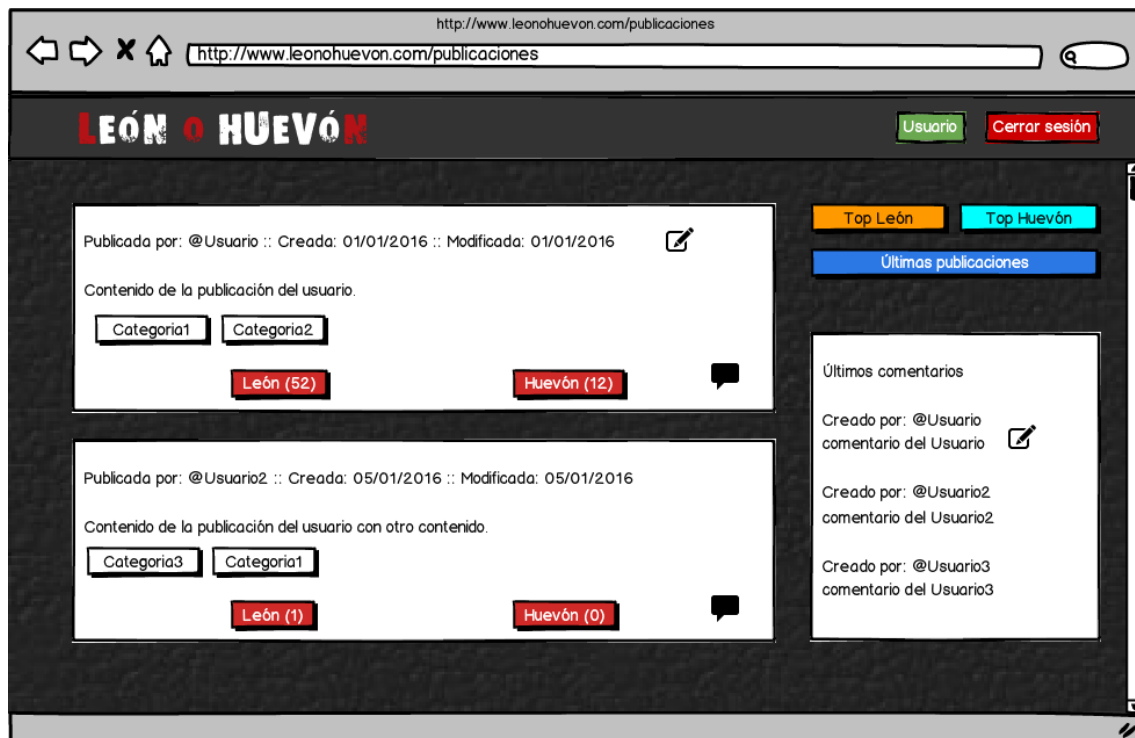 http://www.leonohuevon.com/publicaciones
http://www.leonohuevon.com/publicaciones
LEÓN O HUEVÓN
Usuario
Cerrar sesión
Publicada por: @Usuario :: Creada: 01/01/2016 :: Modificada: 01/01/2016
Contenido de la publicación del usuario.
Categoria1
Categoria2
León (52)
Huevón (12)
Publicada por: @Usuario2 :: Creada: 05/01/2016 :: Modificada: 05/01/2016
Contenido de la publicación del usuario con otro contenido.
Categoria3
Categoria1
León (1)
Huevón (0)
Top León
Top Huevón
Últimas publicaciones
Últimos comentarios
Creado por: @Usuario
comentario del Usuario
Creado por: @Usuario2
comentario del Usuario2
Creado por: @Usuario3
comentario del Usuario3